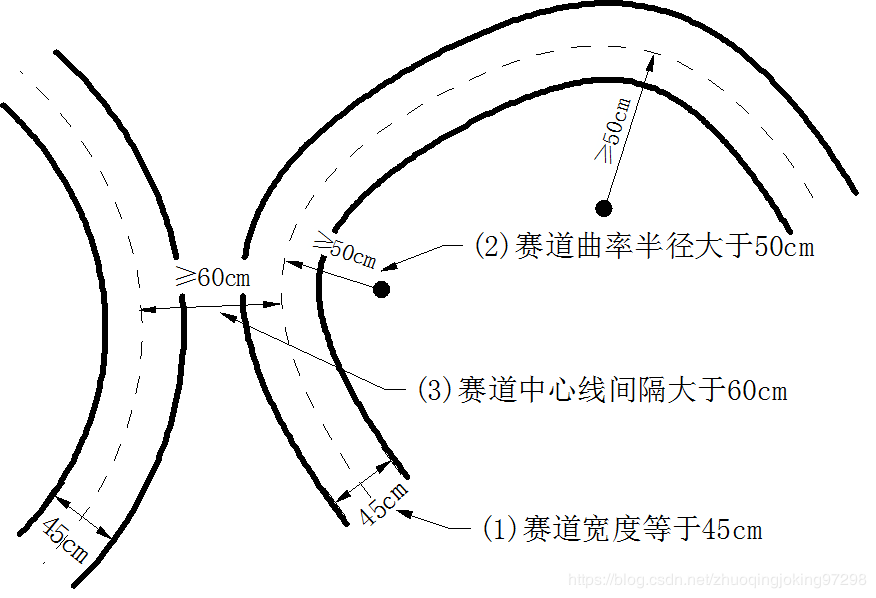 ≥50cm
≥50cm
(2)赛道曲率半径大于50cm
≥60cm
(3)赛道中心线间隔大于60cm
45cm
45cm
(1)赛道宽度等于45cm
https://blog.csdn.net/zhuoqingjoking97298